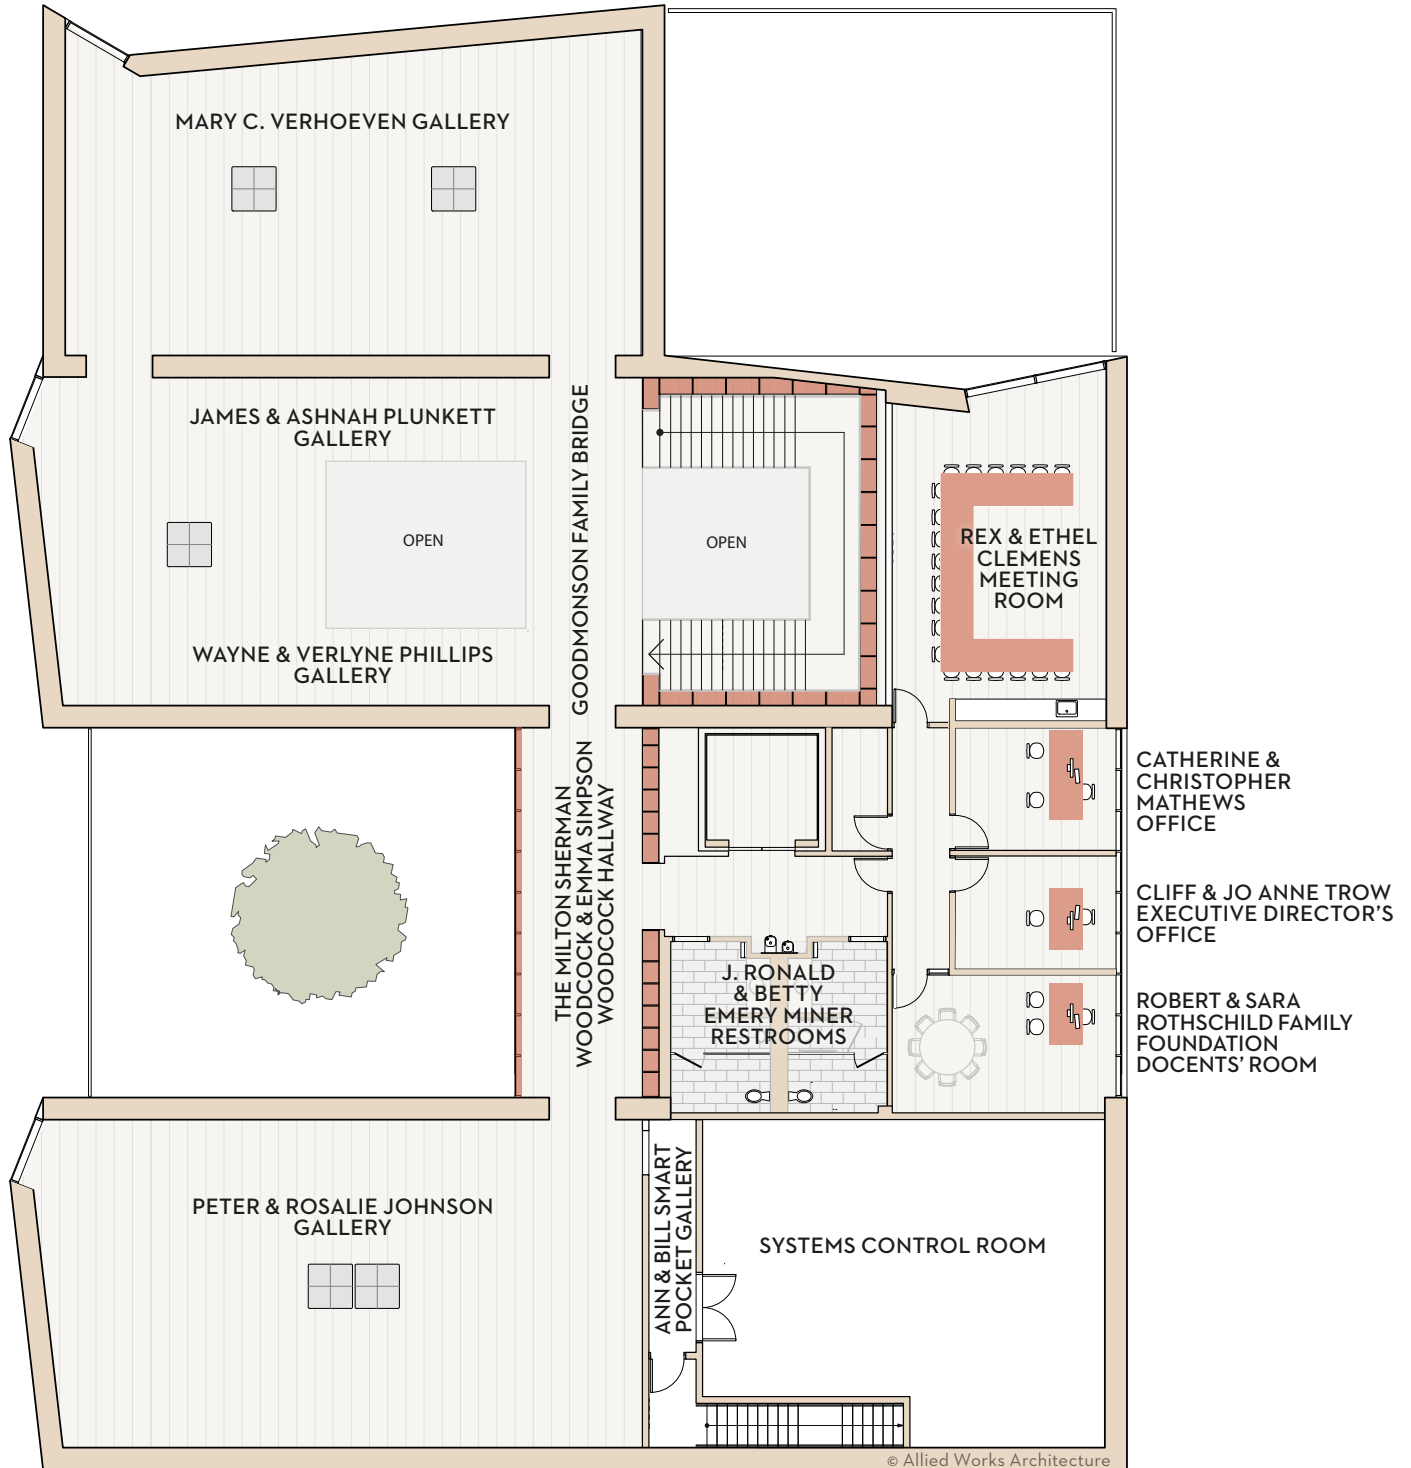 MARY C. VERHOEVEN GALLERY
JAMES & ASHNAH PLUNKETT
GALLERY
OPEN
WAYNE & VERLYNE PHILLIPS
GALLERY
GOODMONSON FAMILY BRIDGE
OPEN
REX & ETHEL
CLEMENS
MEETING
ROOM
THE MILTON SHERMAN
WOODCOCK & EMMA SIMPSON
WOODCOCK HALLWAY
CATHERINE &
CHRISTOPHER
MATHEWS
OFFICE
CLIFF & JO ANNE TROW
EXECUTIVE DIRECTOR'S
OFFICE
J. RONALD
& BETTY
EMERY MINER
RESTROOMS
ROBERT & SARA
ROTHSCHILD FAMILY
FOUNDATION
DOCENTS' ROOM
PETER & ROSALIE JOHNSON
GALLERY
ANN & BILL SMART
POCKET GALLERY
SYSTEMS CONTROL ROOM
© Allied Works Architecture